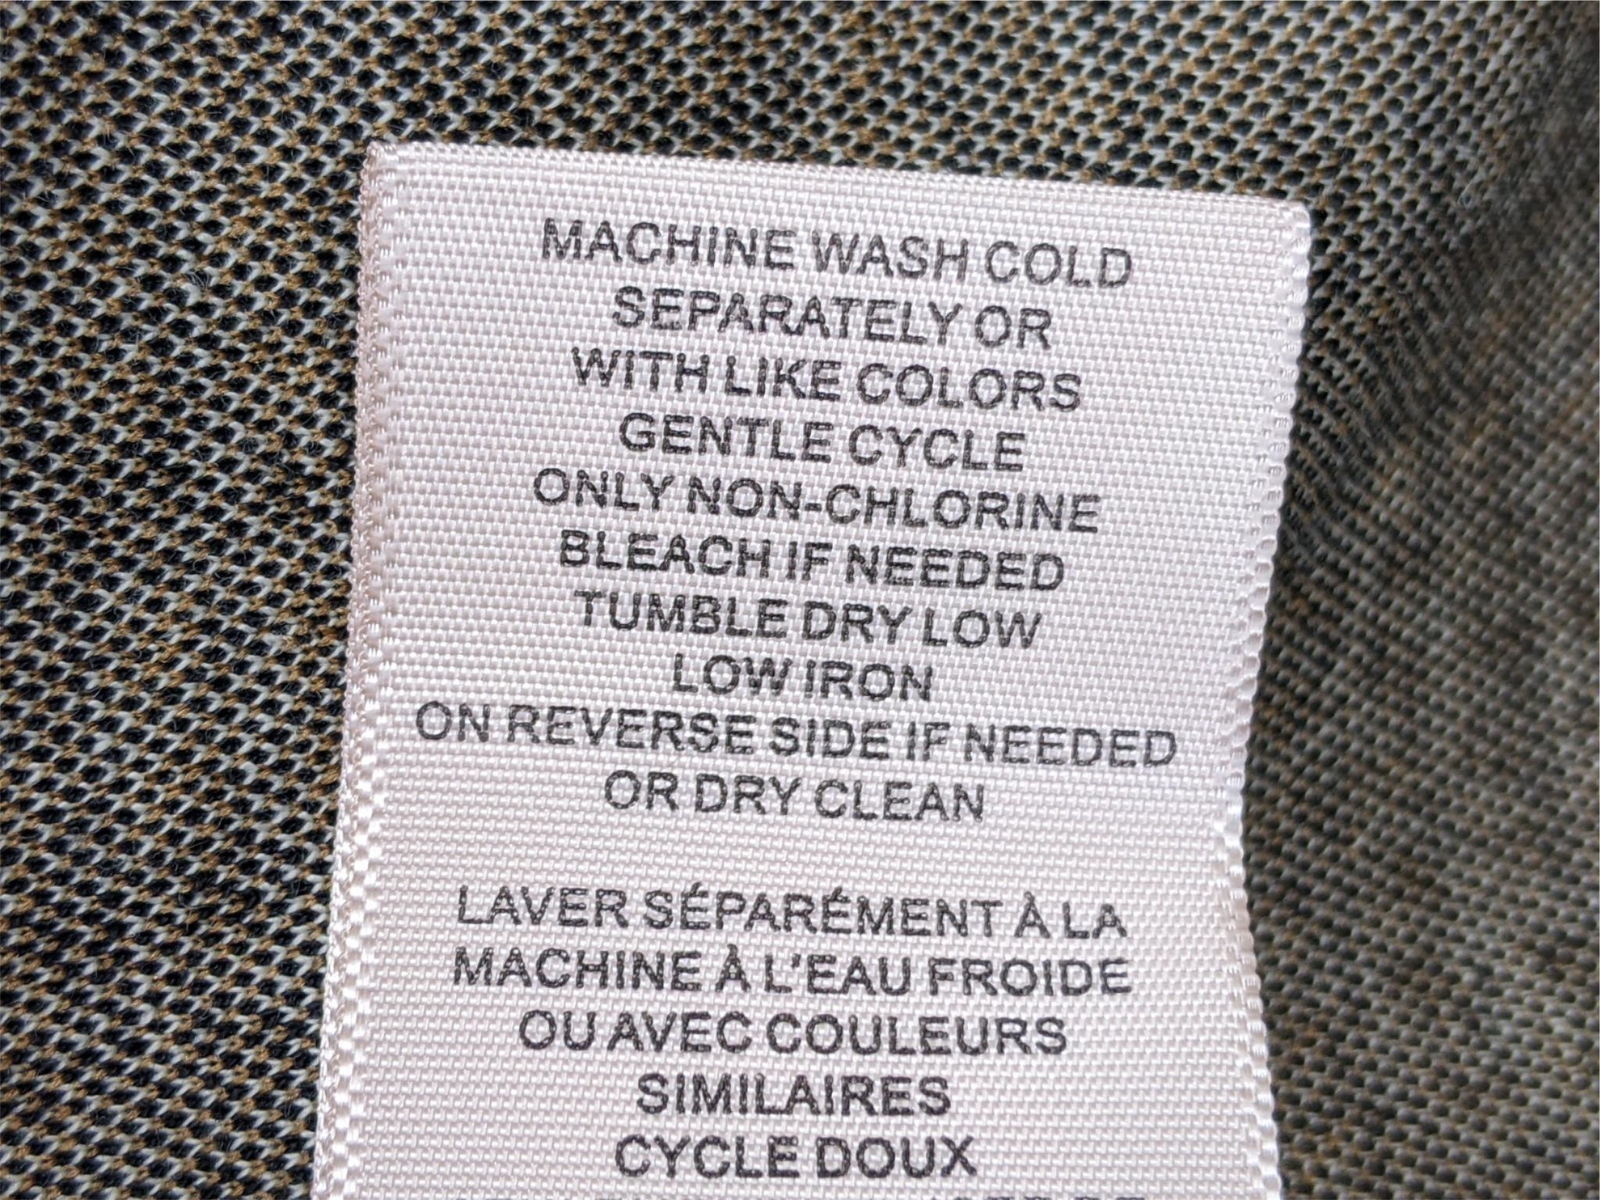 MACHINE WASH COLD
SEPARATELY OR
WITH LIKE COLORS
GENTLE CYCLE
ONLY NON-CHLORINE
BLEACH IF NEEDED
TUMBLE DRY LOW
LOW IRON
ON REVERSE SIDE IF NEEDED
OR DRY CLEAN
LAVER SÉPARÉMENT À LA
MACHINE À L'EAU FROIDE
OU AVEC COULEURS
SIMILAIRES
CYCLE DOUX